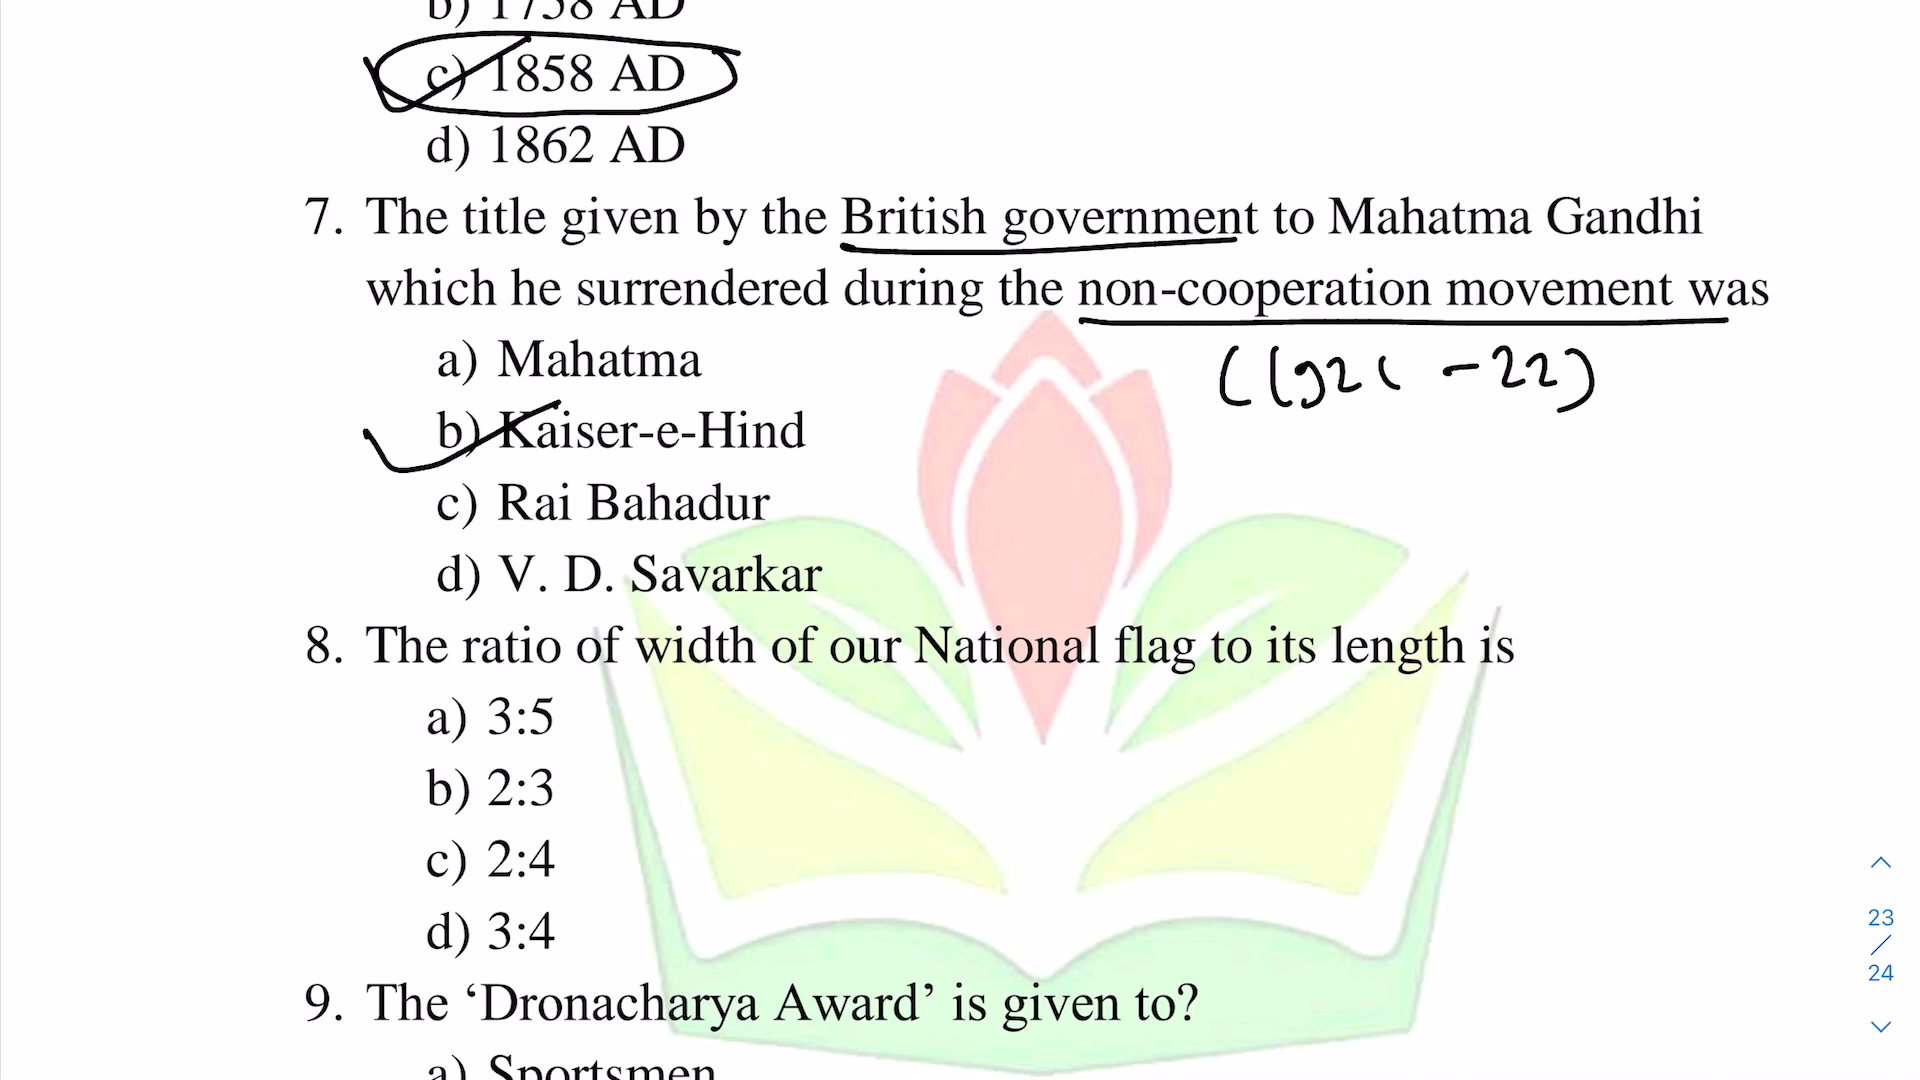 b) 1758 AD
c) 1858 AD
d) 1862 AD
7. The title given by the British government to Mahatma Gandhi
which he surrendered during the non-cooperation movement was
(1921 -22)
a) Mahatma
b) Kaiser-e-Hind
c) Rai Bahadur
d) V. D. Savarkar
8. The ratio of width of our National flag to its length is
a) 3:5
b) 2:3
c) 2:4
d) 3:4
9. The ‘Dronacharya Award’ is given to?
a) Sportsmen
23
/
24